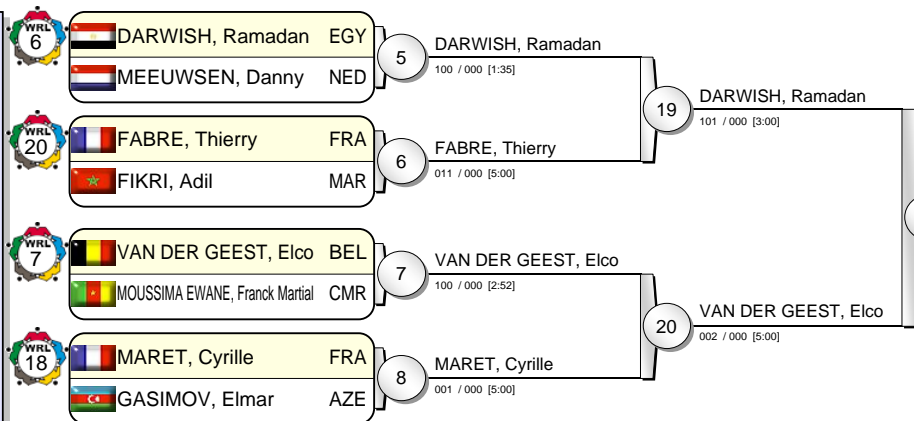 WRL
6
DARWISH, Ramadan EGY
MEEUWSEN, Danny NED
5
DARWISH, Ramadan
100 / 000 [1:35]
WRL
20
FABRE, Thierry FRA
FIKRI, Adil MAR
6
FABRE, Thierry
011 / 000 [5:00]
19
DARWISH, Ramadan
101 / 000 [3:00]
WRL
7
VAN DER GEEST, Elco BEL
MOUSSIMA EWANE, Franck Martial CMR
7
VAN DER GEEST, Elco
100 / 000 [2:52]
WRL
18
MARET, Cyrille FRA
GASIMOV, Elmar AZE
8
MARET, Cyrille
001 / 000 [5:00]
20
VAN DER GEEST, Elco
002 / 000 [5:00]